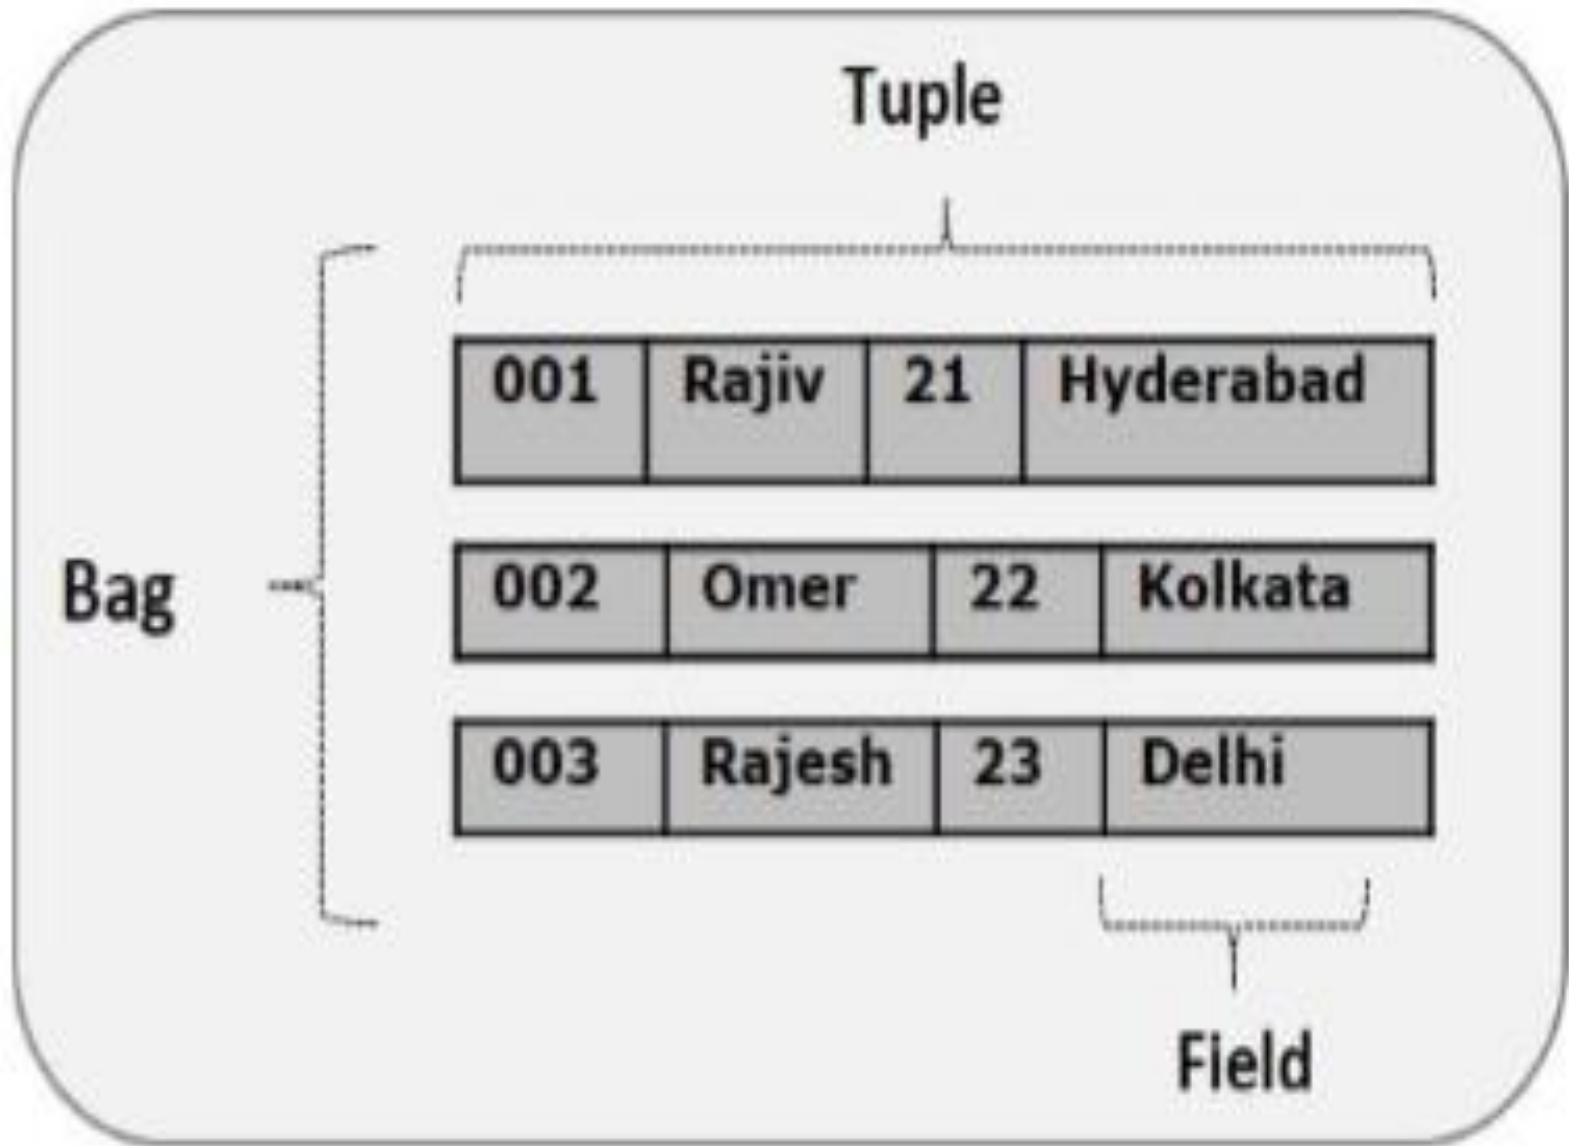 Tuple
001 Rajiv 21 Hyderabad
Bag
002 Omer 22 Kolkata
003 Rajesh 23 Delhi
Field